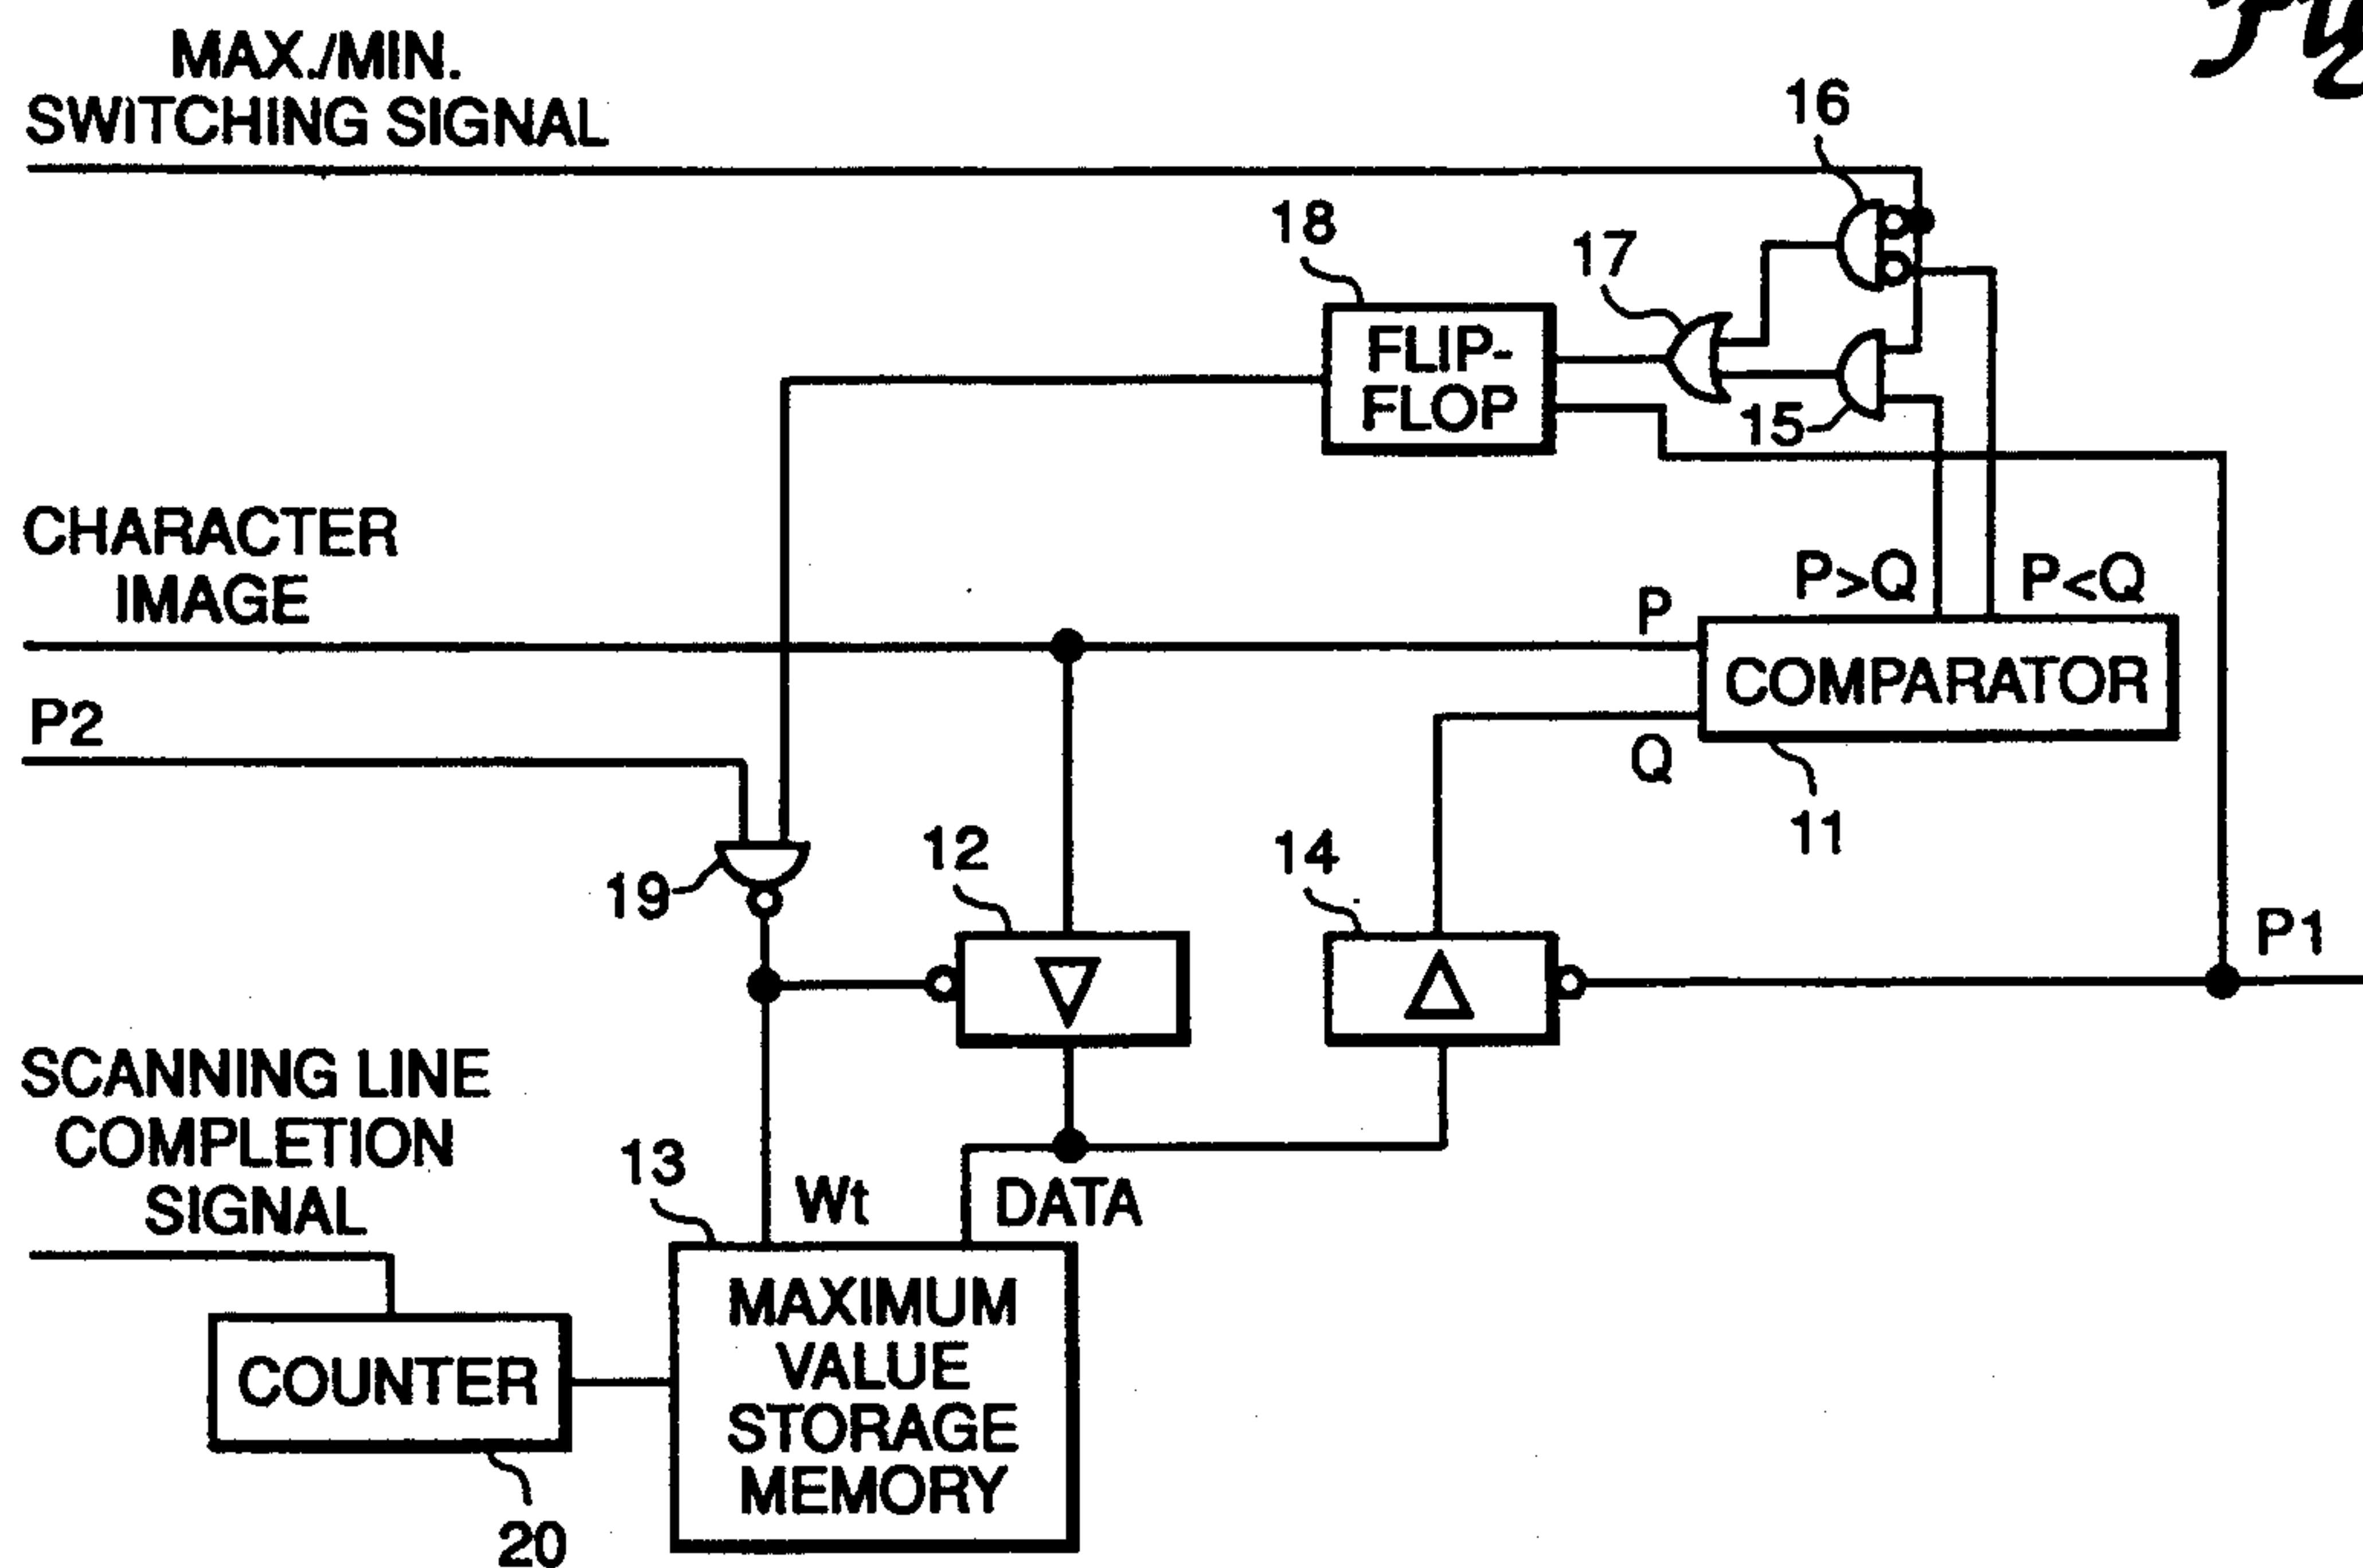 MAX./MIN.
SWITCHING SIGNAL
16
18
17
FLIP-
FLOP
15
CHARACTER
IMAGE
P>Q
P<Q
P
COMPARATOR
P2
Q
11
19
12
14
P1
SCANNING LINE
COMPLETION
SIGNAL
13
Wt
DATA
MAXIMUM
VALUE
STORAGE
MEMORY
COUNTER
20